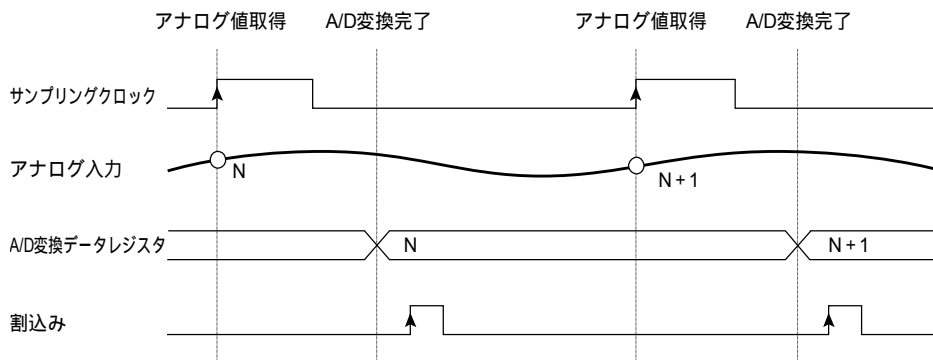 アナログ値取得 A/D変換完了 アナログ値取得 A/D変換完了
サンプリングクロック
アナログ入力
N
N + 1
A/D変換データレジスタ
N
N + 1
割込み